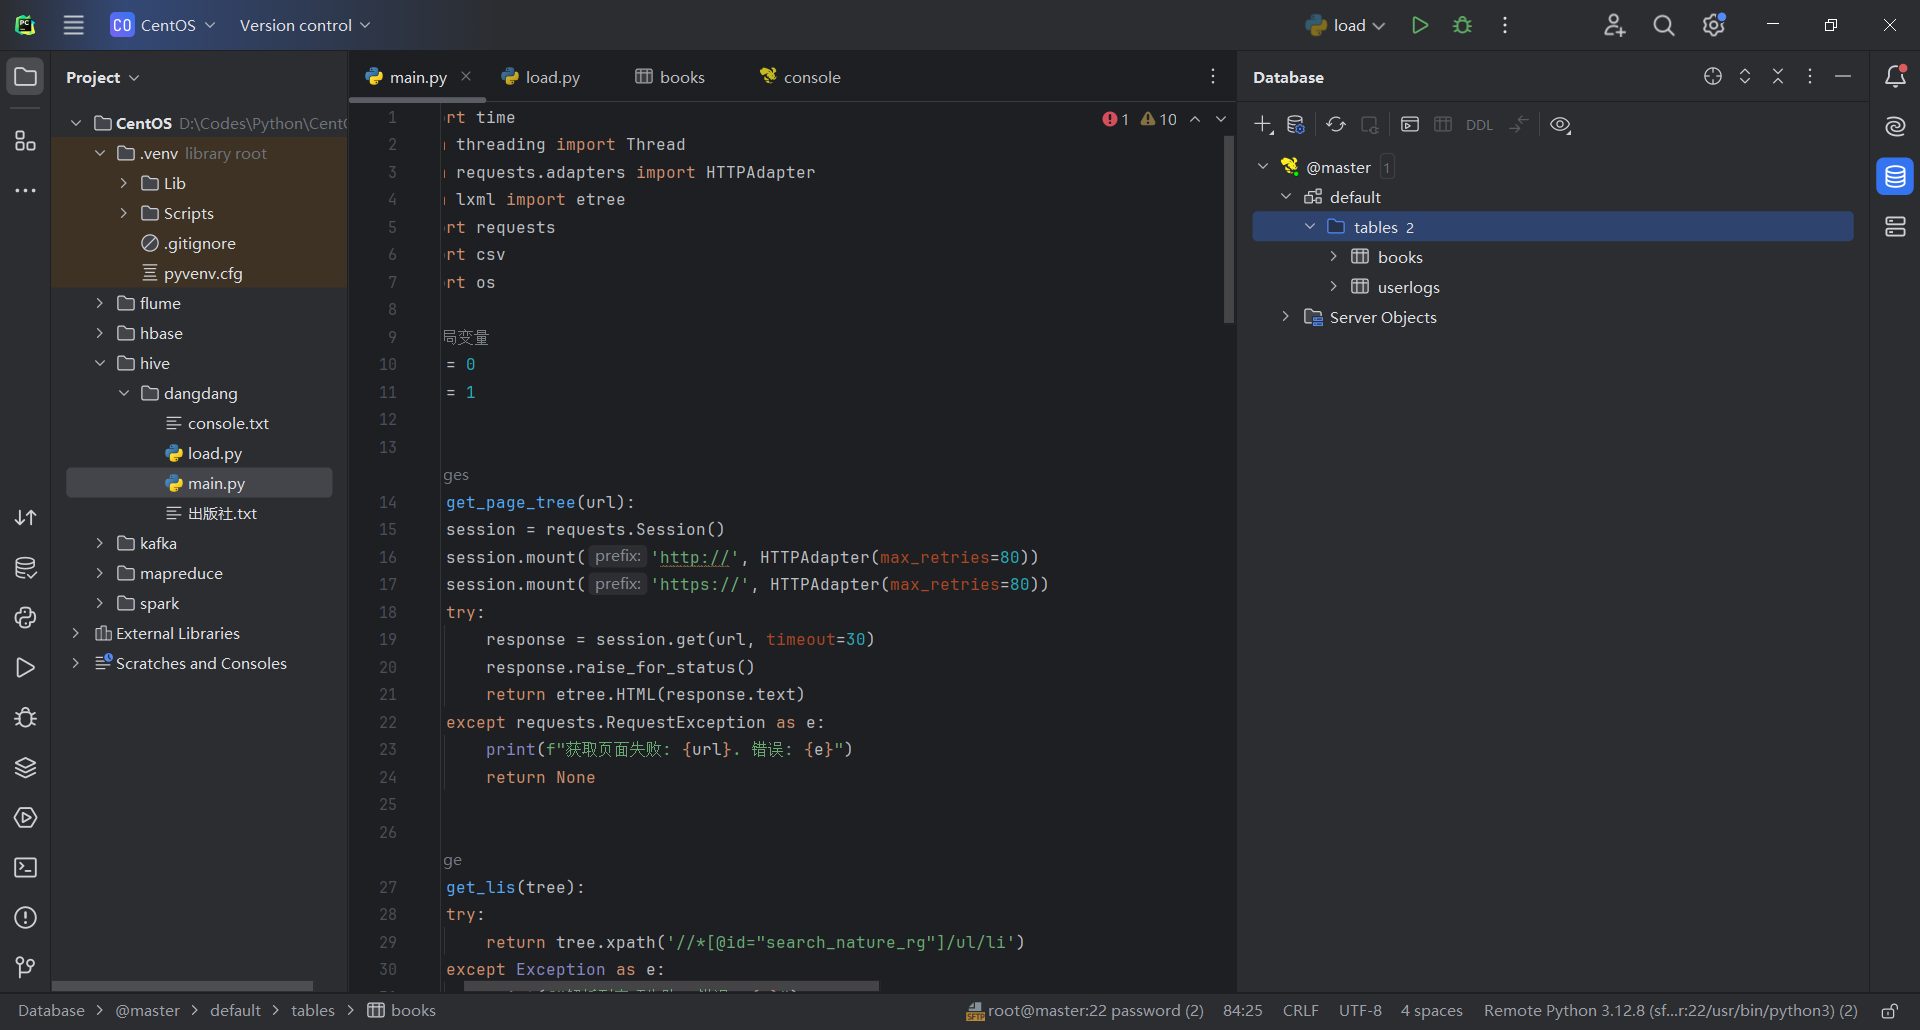 CO CentOS Version control load
Project
CentOS D:\Codes\Python\Cent
.venv library root
Lib
Scripts
.gitignore
pyvenv.cfg
flume
hbase
hive
dangdang
console.txt
load.py
main.py
出版社.txt
kafka
mapreduce
spark
External Libraries
Scratches and Consoles
main.py load.py books console
1 10
1 rt time
2 threading import Thread
3 requests.adapters import HTTPAdapter
4 lxml import etree
5 rt requests
6 rt csv
7 rt os
8
9 局变量
10 = 0
11 = 1
12
13
ges
14 get_page_tree(url):
15 session = requests.Session()
16 session.mount( prefix: 'http://', HTTPAdapter(max_retries=80))
17 session.mount( prefix: 'https://', HTTPAdapter(max_retries=80))
18 try:
19 response = session.get(url, timeout=30)
20 response.raise_for_status()
21 return etree.HTML(response.text)
22 except requests.RequestException as e:
23 print(f"获取页面失败: {url}. 错误: {e}")
24 return None
25
26
ge
27 get_lis(tree):
28 try:
29 return tree.xpath('//*[@id="search_nature_rg"]/ul/li')
30 except Exception as e:
Database
DDL
@master 1
default
tables 2
books
userlogs
Server Objects
Database > @master > default > tables > books
SFTP root@master:22 password (2) 84:25 CRLF UTF-8 4 spaces Remote Python 3.12.8 (sf...r:22/usr/bin/python3) (2)